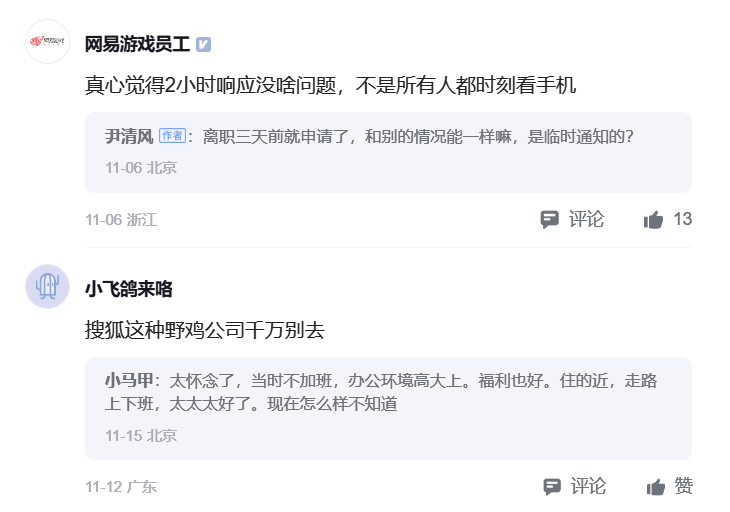 网易游戏员工
真心觉得2小时响应没啥问题，不是所有人都时刻看手机
尹清风 作者：离职三天前就申请了，和别的情况能一样嘛，是临时通知的？
11-06 北京
11-06 浙江 评论 13
小飞鸽来咯
搜狐这种野鸡公司千万别去
小马甲：太怀念了，当时不加班，办公环境高大上。福利也好。住的近，走路
上下班，太太太好了。现在怎么样不知道
11-15 北京
11-12 广东 评论 赞